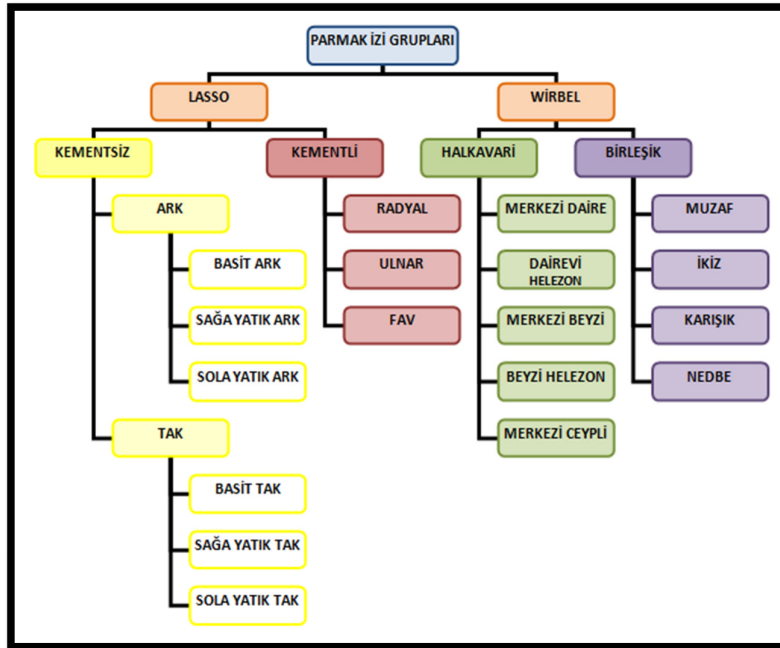 PARMAK İZİ GRUPLARI
LASSO
WİRBEL
KEMENTSİZ
KEMENTLİ
HALKAVARİ
BİRLEŞİK
ARK
BASİT ARK
SAĞA YATIK ARK
SOLA YATIK ARK
TAK
BASİT TAK
SAĞA YATIK TAK
SOLA YATIK TAK
RADYAL
ULNAR
FAV
MERKEZİ DAİRE
DAİREVİ
HELEZON
MERKEZİ BEYZİ
BEYZİ HELEZON
MERKEZİ CEYPLİ
MUZAF
İKİZ
KARIŞIK
NEDBE